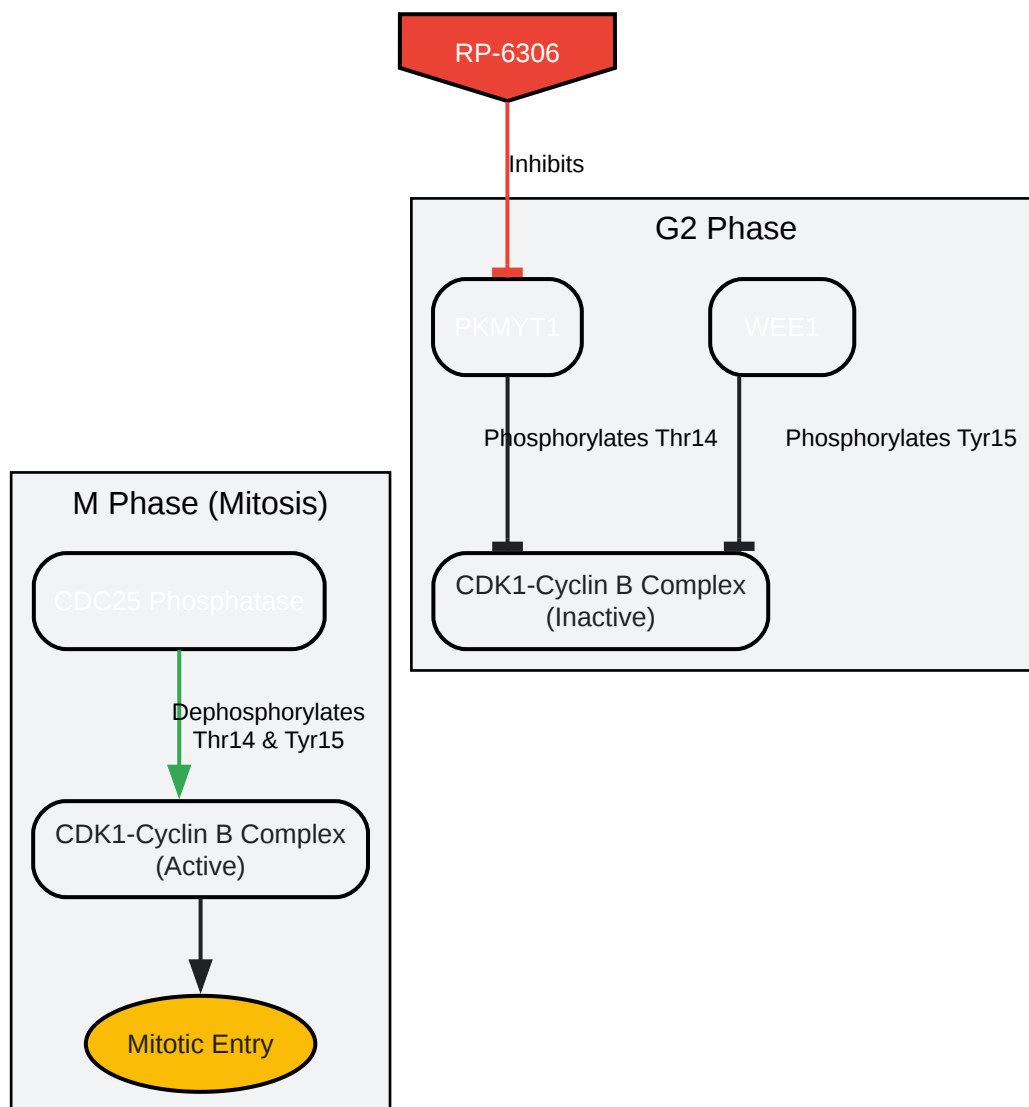 RP-6306
Inhibits
G2 Phase
PKMYT1
WEE1
Phosphorylates Thr14
Phosphorylates Tyr15
CDK1-Cyclin B Complex
(Inactive)
M Phase (Mitosis)
CDC25 Phosphatase
Dephosphorylates
Thr14 & Tyr15
CDK1-Cyclin B Complex
(Active)
Mitotic Entry